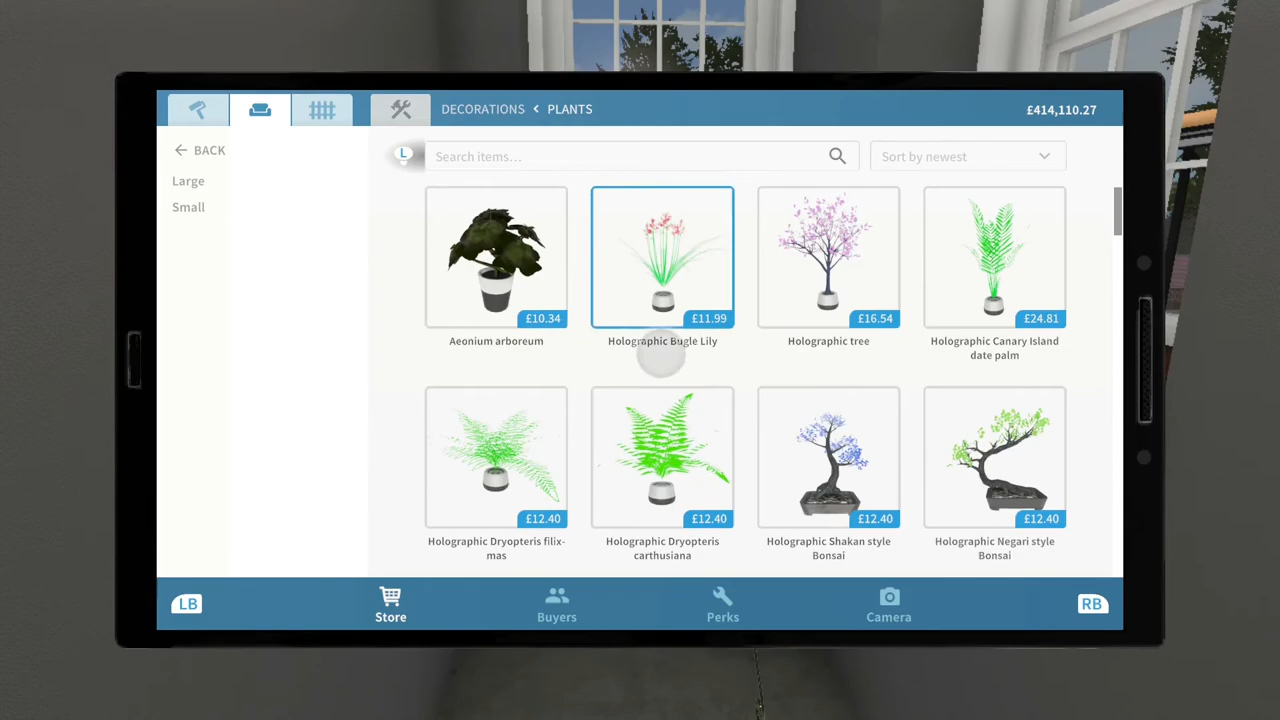 DECORATIONS < PLANTS
£414,110.27
BACK
L
Search items...
Sort by newest
Large
Small
£10.34
£11.99
£16.54
£24.81
Aeonium arboreum
Holographic Bugle Lily
Holographic tree
Holographic Canary Island
date palm
£12.40
£12.40
£12.40
£12.40
Holographic Dryopteris filix-
mas
Holographic Dryopteris
carthusiana
Holographic Shakan style
Bonsai
Holographic Negari style
Bonsai
LB
Store
Buyers
Perks
Camera
RB